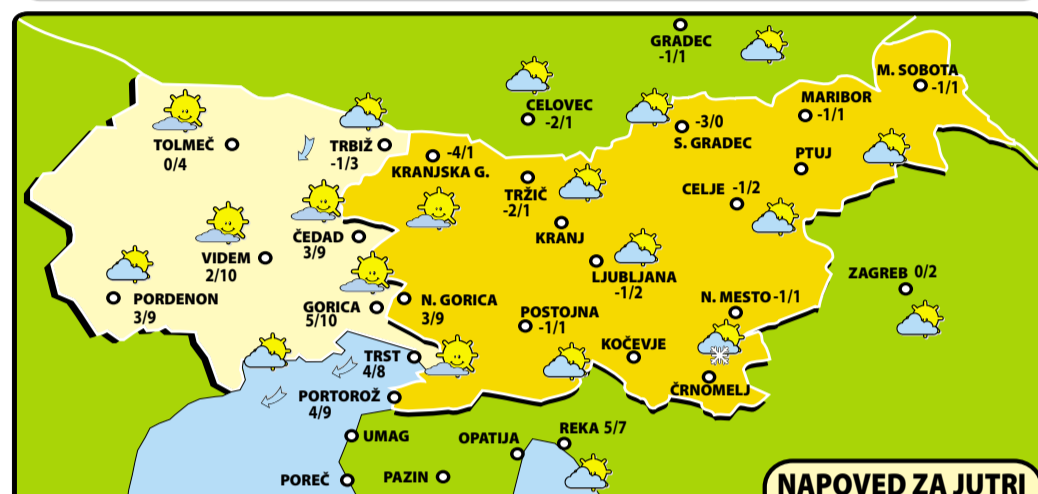 GRADEC
-1/1
M. SOBOTA
-1/1
CELOVEC
-2/1
MARIBOR
-1/1
-3/0
S. GRADEC
TOLMEČ
0/4
TRBIŽ
-1/3
-4/1
KRANJSKA G.
PTUJ
TRŽIČ
-2/1
CELJE -1/2
KRANJ
ČEDAD
3/9
VIDEM
2/10
LJUBLJANA
-1/2
ZAGREB 0/2
PORDENON
3/9
GORICA
5/10
N. GORICA
3/9
N. MESTO -1/1
POSTOJNA
-1/1
KOČEVJE
TRST
4/8
ČRNOMELJ
PORTOROŽ
4/9
UMAG
OPATIJA
REKA 5/7
POREČ
PAZIN
NAPOVED ZA JUTRI